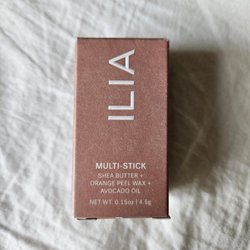 ILIA
MULTI-STICK
SHEA BUTTER +
ORANGE PEEL WAX +
AVOCADO OIL
NET WT. 0.15oz | 4.5g